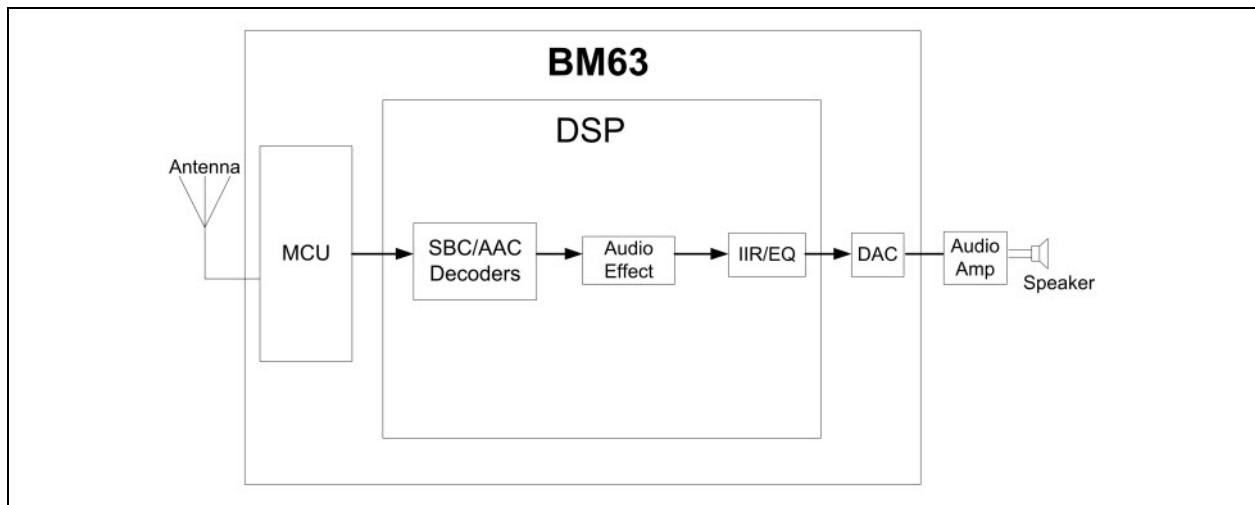 BM63
DSP
Antenna
MCU
SBC/AAC
Decoders
Audio
Effect
IIR/EQ
DAC
Audio
Amp
Speaker